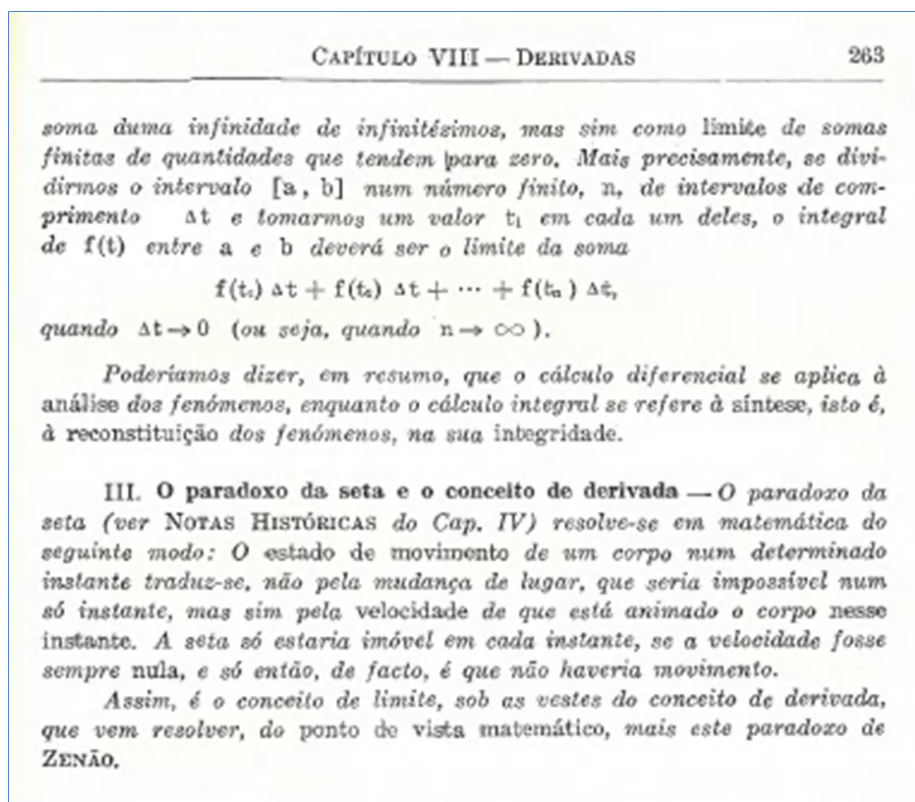 CAPÍTULO VIII — DERIVADAS 263
soma duma infinidade de infinitésimos, mas sim como limite de somas
finitas de quantidades que tendem para zero. Mais precisamente, se divi-
dirmos o intervalo [a, b] num número finito, n, de intervalos de com-
primento Δt e tomarmos um valor tᵢ em cada um deles, o integral
de f(t) entre a e b deverá ser o limite da soma
f(t₁) Δt + f(t₂) Δt + ··· + f(tₙ) Δt,
quando Δt → 0 (ou seja, quando n → ∞).
Poderíamos dizer, em resumo, que o cálculo diferencial se aplica à
análise dos fenómenos, enquanto o cálculo integral se refere à síntese, isto é,
à reconstituição dos fenómenos, na sua integridade.
III. O paradoxo da seta e o conceito de derivada — O paradoxo da
seta (ver NOTAS HISTÓRICAS do Cap. IV) resolve-se em matemática do
seguinte modo: O estado de movimento de um corpo num determinado
instante traduz-se, não pela mudança de lugar, que seria impossível num
só instante, mas sim pela velocidade de que está animado o corpo nesse
instante. A seta só estaria imóvel em cada instante, se a velocidade fosse
sempre nula, e só então, de facto, é que não haveria movimento.
Assim, é o conceito de limite, sob as vestes do conceito de derivada,
que vem resolver, do ponto de vista matemático, mais este paradoxo de
ZENÃO.